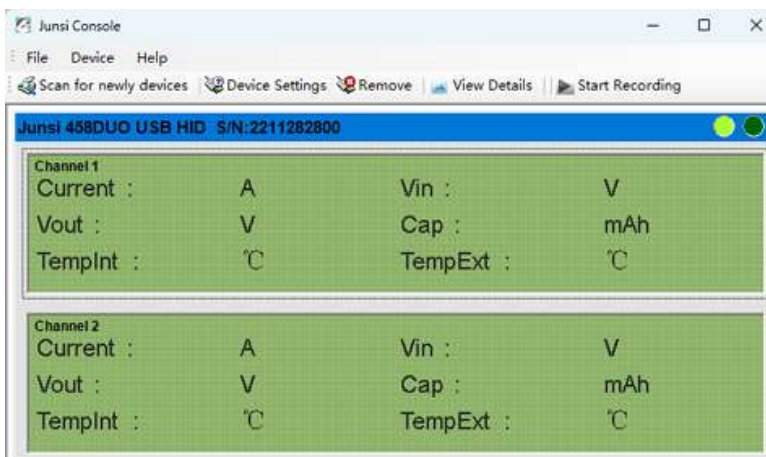 Junsi Console
File Device Help
Scan for newly devices Device Settings Remove View Details Start Recording
Junsi 458DUO USB HID S/N:2211282800
Channel 1
Current : A Vin : V
Vout : V Cap : mAh
TempInt : ℃ TempExt : ℃
Channel 2
Current : A Vin : V
Vout : V Cap : mAh
TempInt : ℃ TempExt : ℃